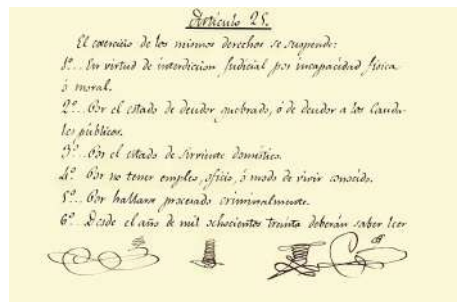 Artículo 25.
El exercicio de los mismos derechos se suspende:
1º... En virtud de interdiccion judicial por incapacidad fisica
ó moral.
2º... Por el estado de deudor quebrado, ó de deudor a los cauda-
les públicos.
3º... Por el estado de sirviente doméstico.
4º... Por no tener empleo, oficio, ó modo de vivir conocido.
5º... Por hallarse procesado criminalmente.
6º... Desde el año de mil ochocientos treinta deberán saber leer